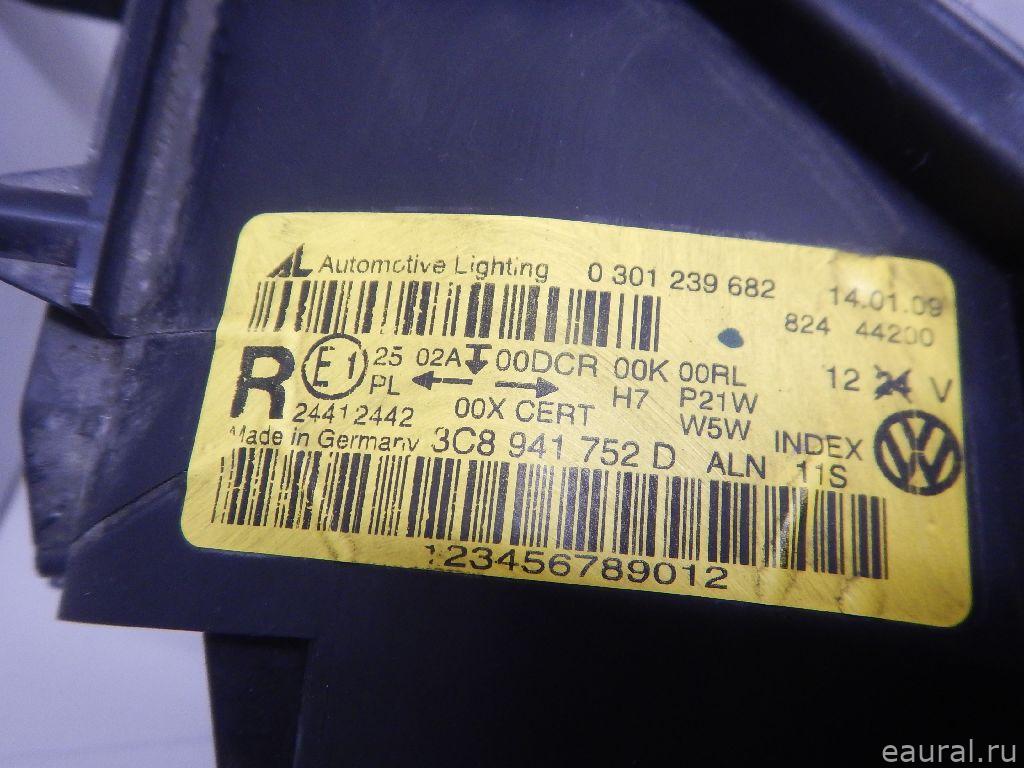 AL Automotive Lighting 0 301 239 682 14.01.09
824 44200
R E1 25 02A 00DCR 00K 00RL 12 24 V
PL H7 P21W
24412442 00X CERT W5W
Made in Germany 3C8 941 752 D ALN INDEX 11S
123456789012
eaural.ru